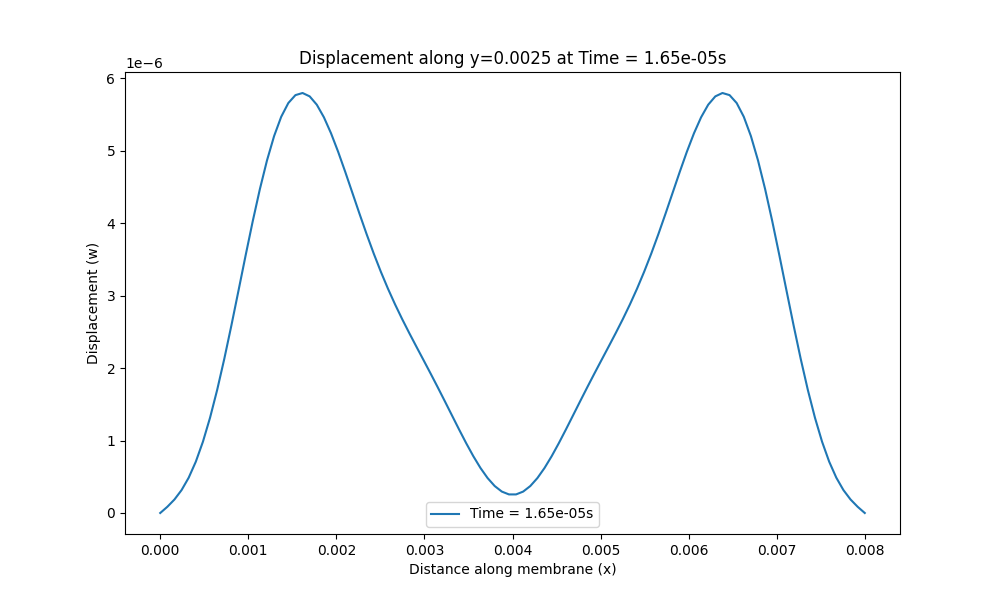 Displacement along y=0.0025 at Time = 1.65e-05s
1e−6
6
5
4
3
2
1
0
Displacement (w)
Time = 1.65e-05s
0.000 0.001 0.002 0.003 0.004 0.005 0.006 0.007 0.008
Distance along membrane (x)